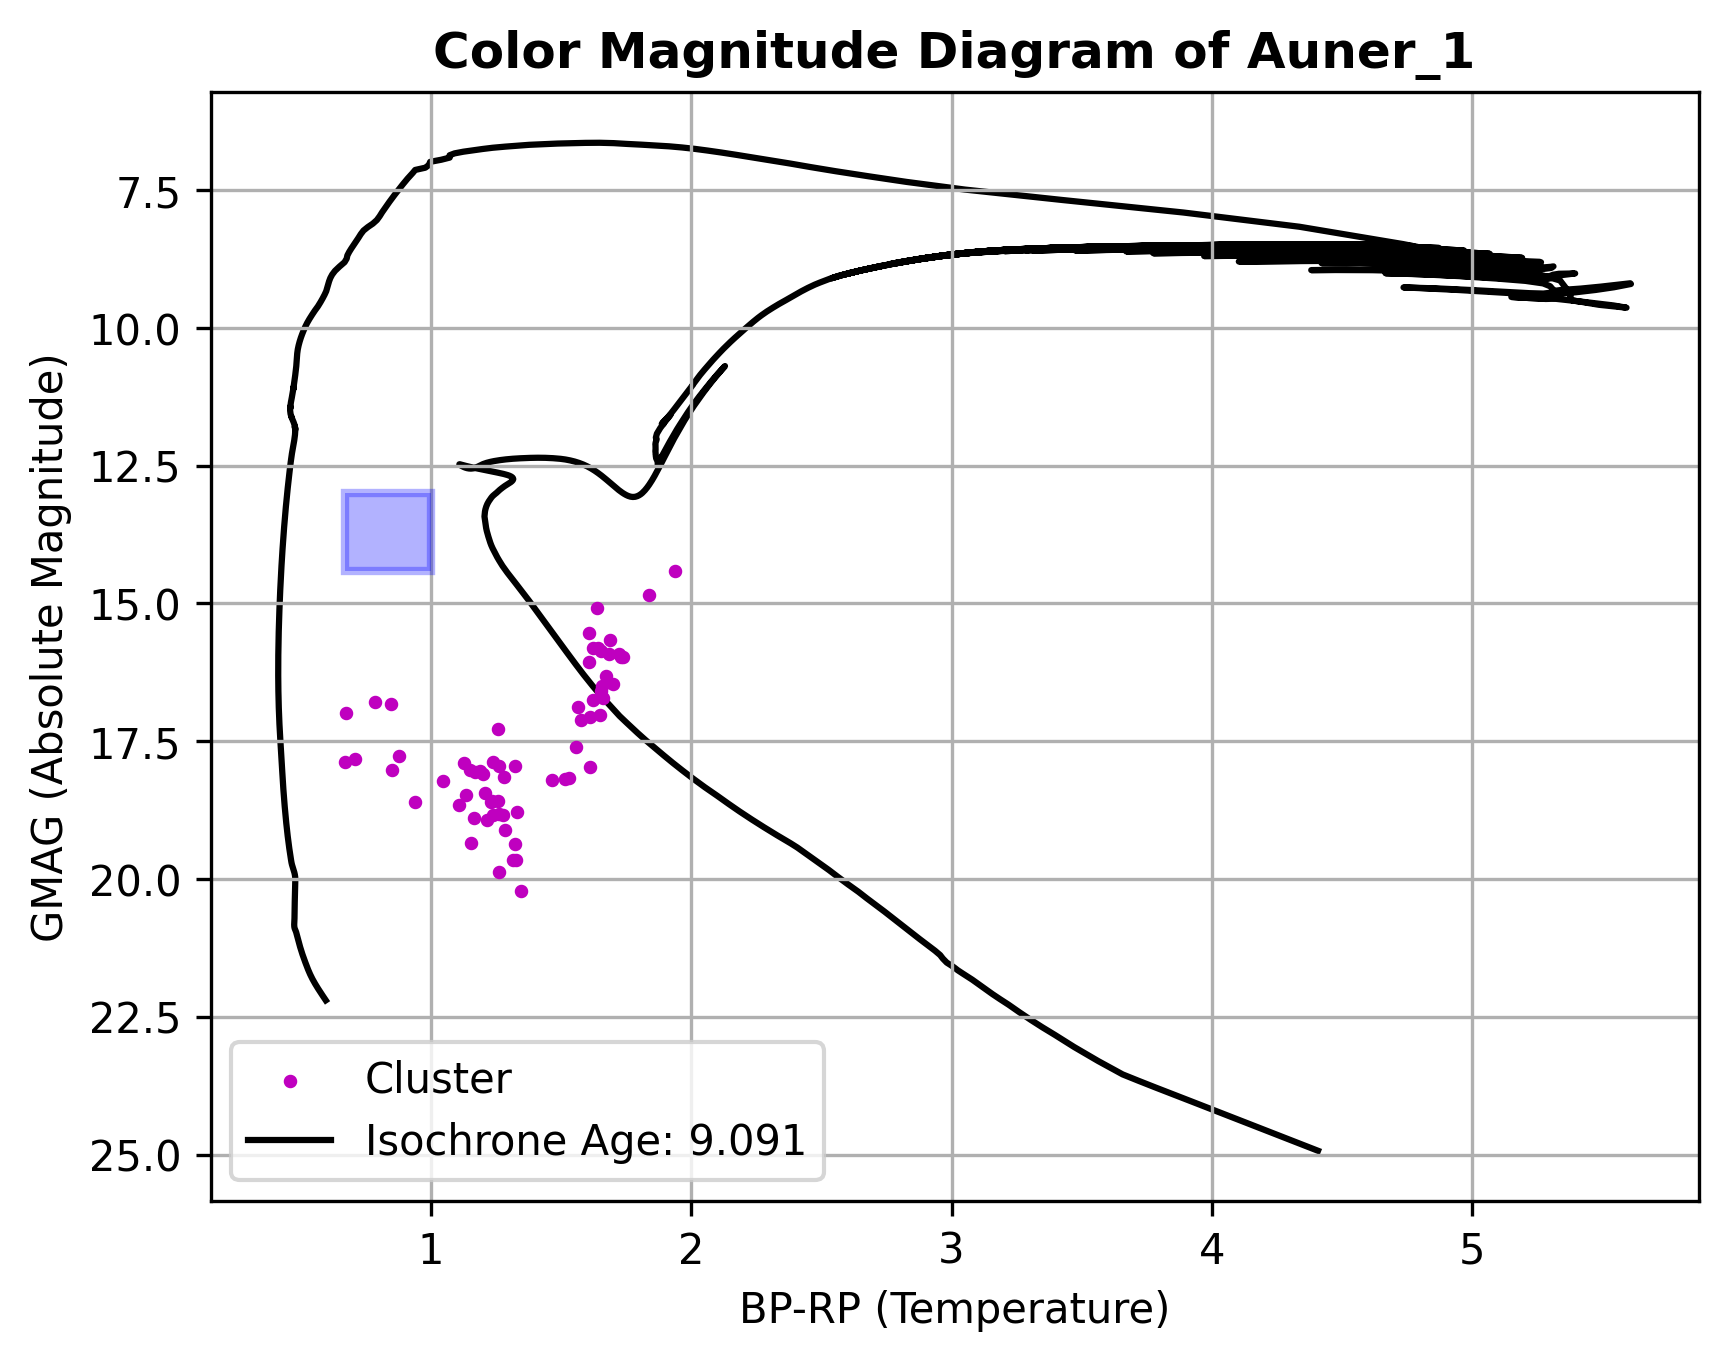 Color Magnitude Diagram of Auner_1
GMAG (Absolute Magnitude)
7.5
10.0
12.5
15.0
17.5
20.0
22.5
25.0
Cluster
Isochrone Age: 9.091
1 2 3 4 5
BP-RP (Temperature)